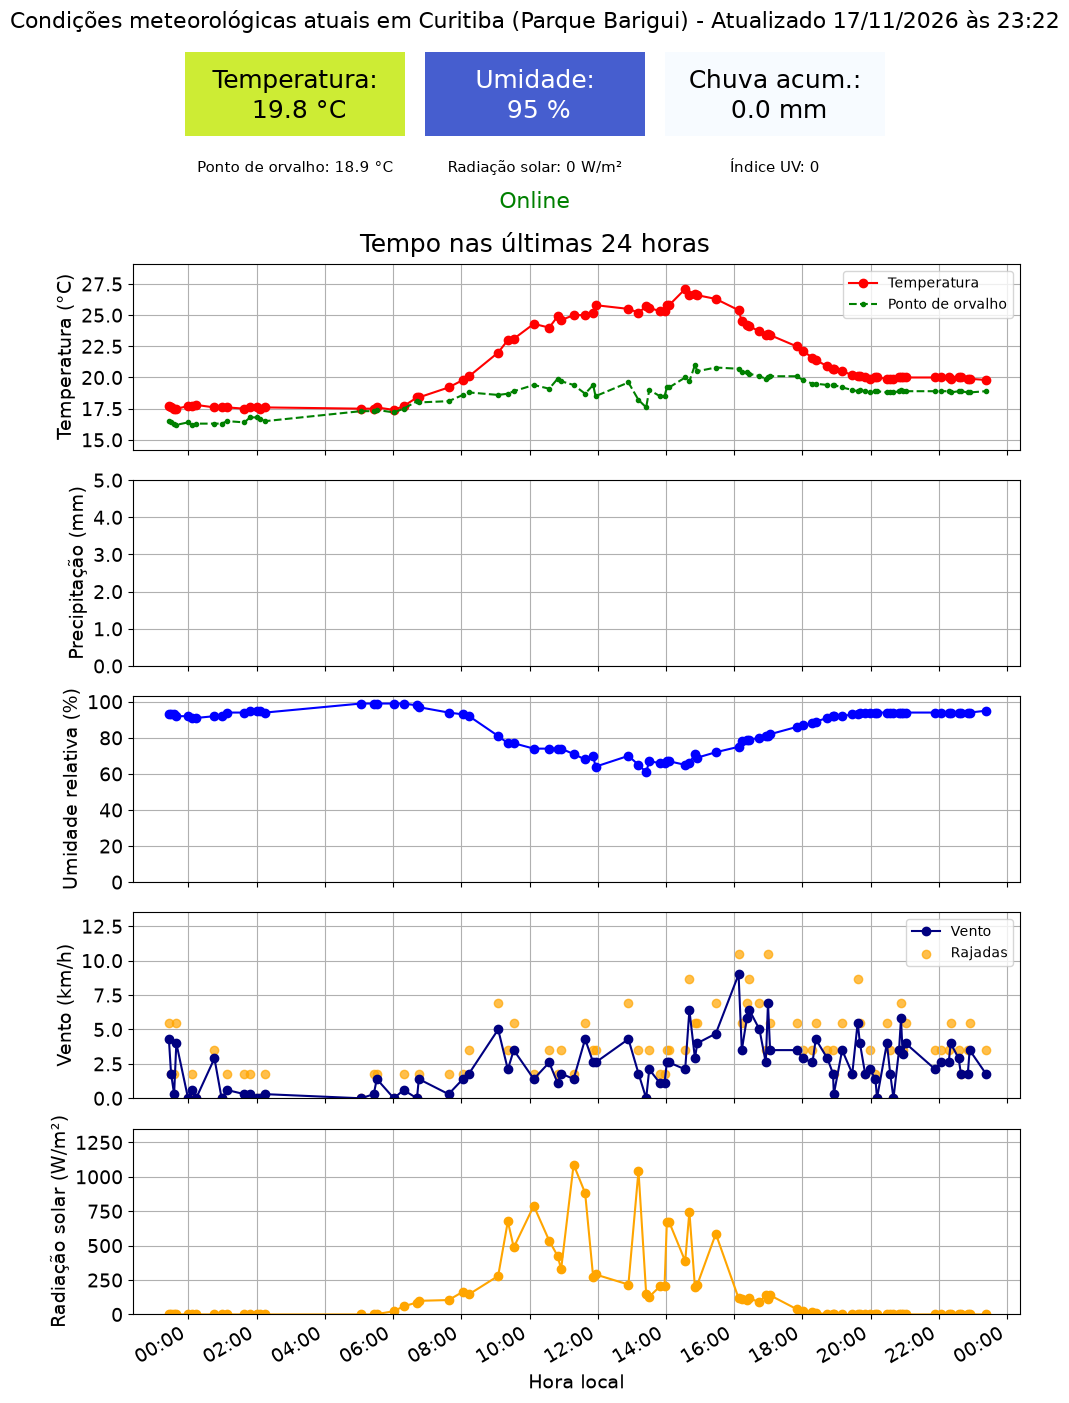 Condições meteorológicas atuais em Curitiba (Parque Barigui) - Atualizado 17/11/2026 às 23:22
Temperatura:
19.8 °C
Umidade:
95 %
Chuva acum.:
0.0 mm
Ponto de orvalho: 18.9 °C
Radiação solar: 0 W/m²
Índice UV: 0
Online
Tempo nas últimas 24 horas
Temperatura (°C)
27.5
25.0
22.5
20.0
17.5
15.0
Temperatura
Ponto de orvalho
Precipitação (mm)
5.0
4.0
3.0
2.0
1.0
0.0
Umidade relativa (%)
100
80
60
40
20
0
Vento (km/h)
12.5
10.0
7.5
5.0
2.5
0.0
Vento
Rajadas
Radiação solar (W/m²)
1250
1000
750
500
250
0
00:00
02:00
04:00
06:00
08:00
10:00
12:00
14:00
16:00
18:00
20:00
22:00
00:00
Hora local